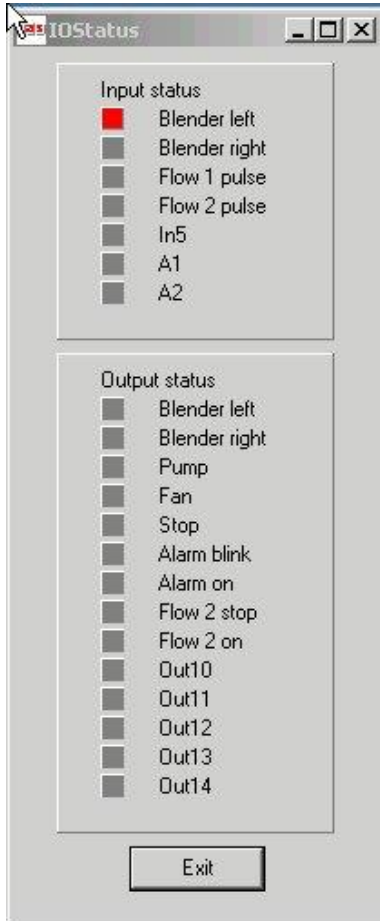 IOStatus
Input status
Blender left
Blender right
Flow 1 pulse
Flow 2 pulse
In5
A1
A2
Output status
Blender left
Blender right
Pump
Fan
Stop
Alarm blink
Alarm on
Flow 2 stop
Flow 2 on
Out10
Out11
Out12
Out13
Out14
Exit